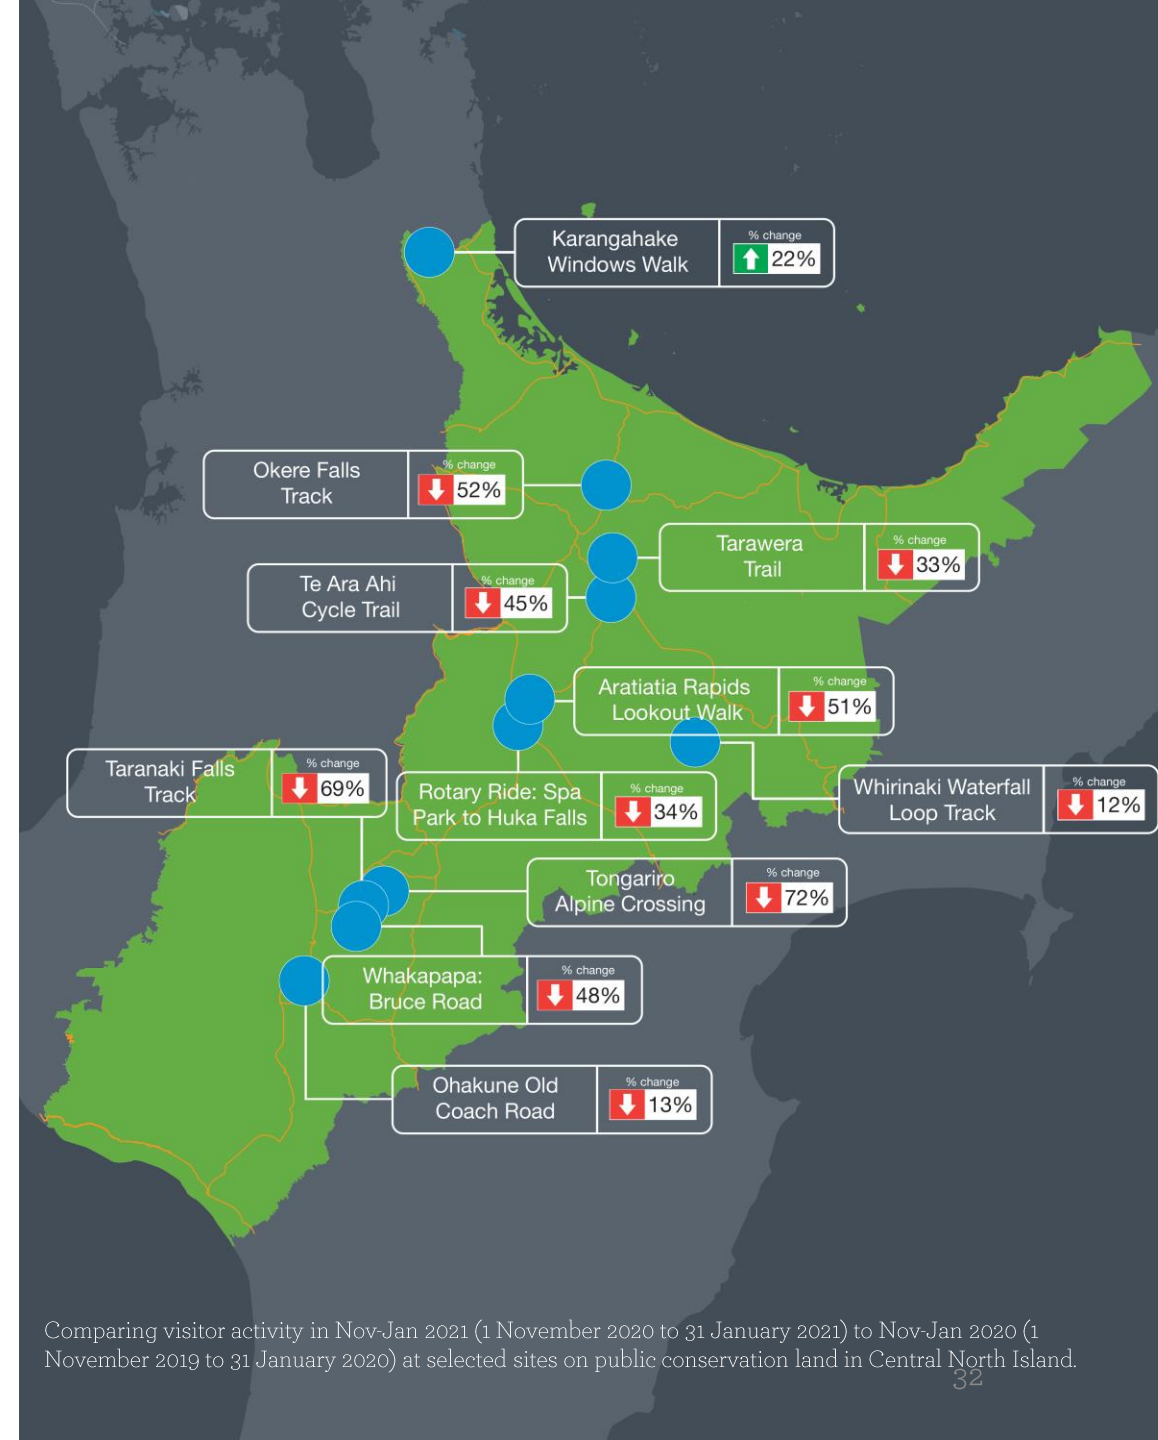 Karangahake
Windows Walk
% change
22%
Okere Falls
Track
% change
52%
Tarawera
Trail
% change
33%
Te Ara Ahi
Cycle Trail
% change
45%
Aratiatia Rapids
Lookout Walk
% change
51%
Taranaki Falls
Track
% change
69%
Rotary Ride: Spa
Park to Huka Falls
% change
34%
Whirinaki Waterfall
Loop Track
% change
12%
Tongariro
Alpine Crossing
% change
72%
Whakapapa:
Bruce Road
% change
48%
Ohakune Old
Coach Road
% change
13%
Comparing visitor activity in Nov-Jan 2021 (1 November 2020 to 31 January 2021) to Nov-Jan 2020 (1
November 2019 to 31 January 2020) at selected sites on public conservation land in Central North Island.
32